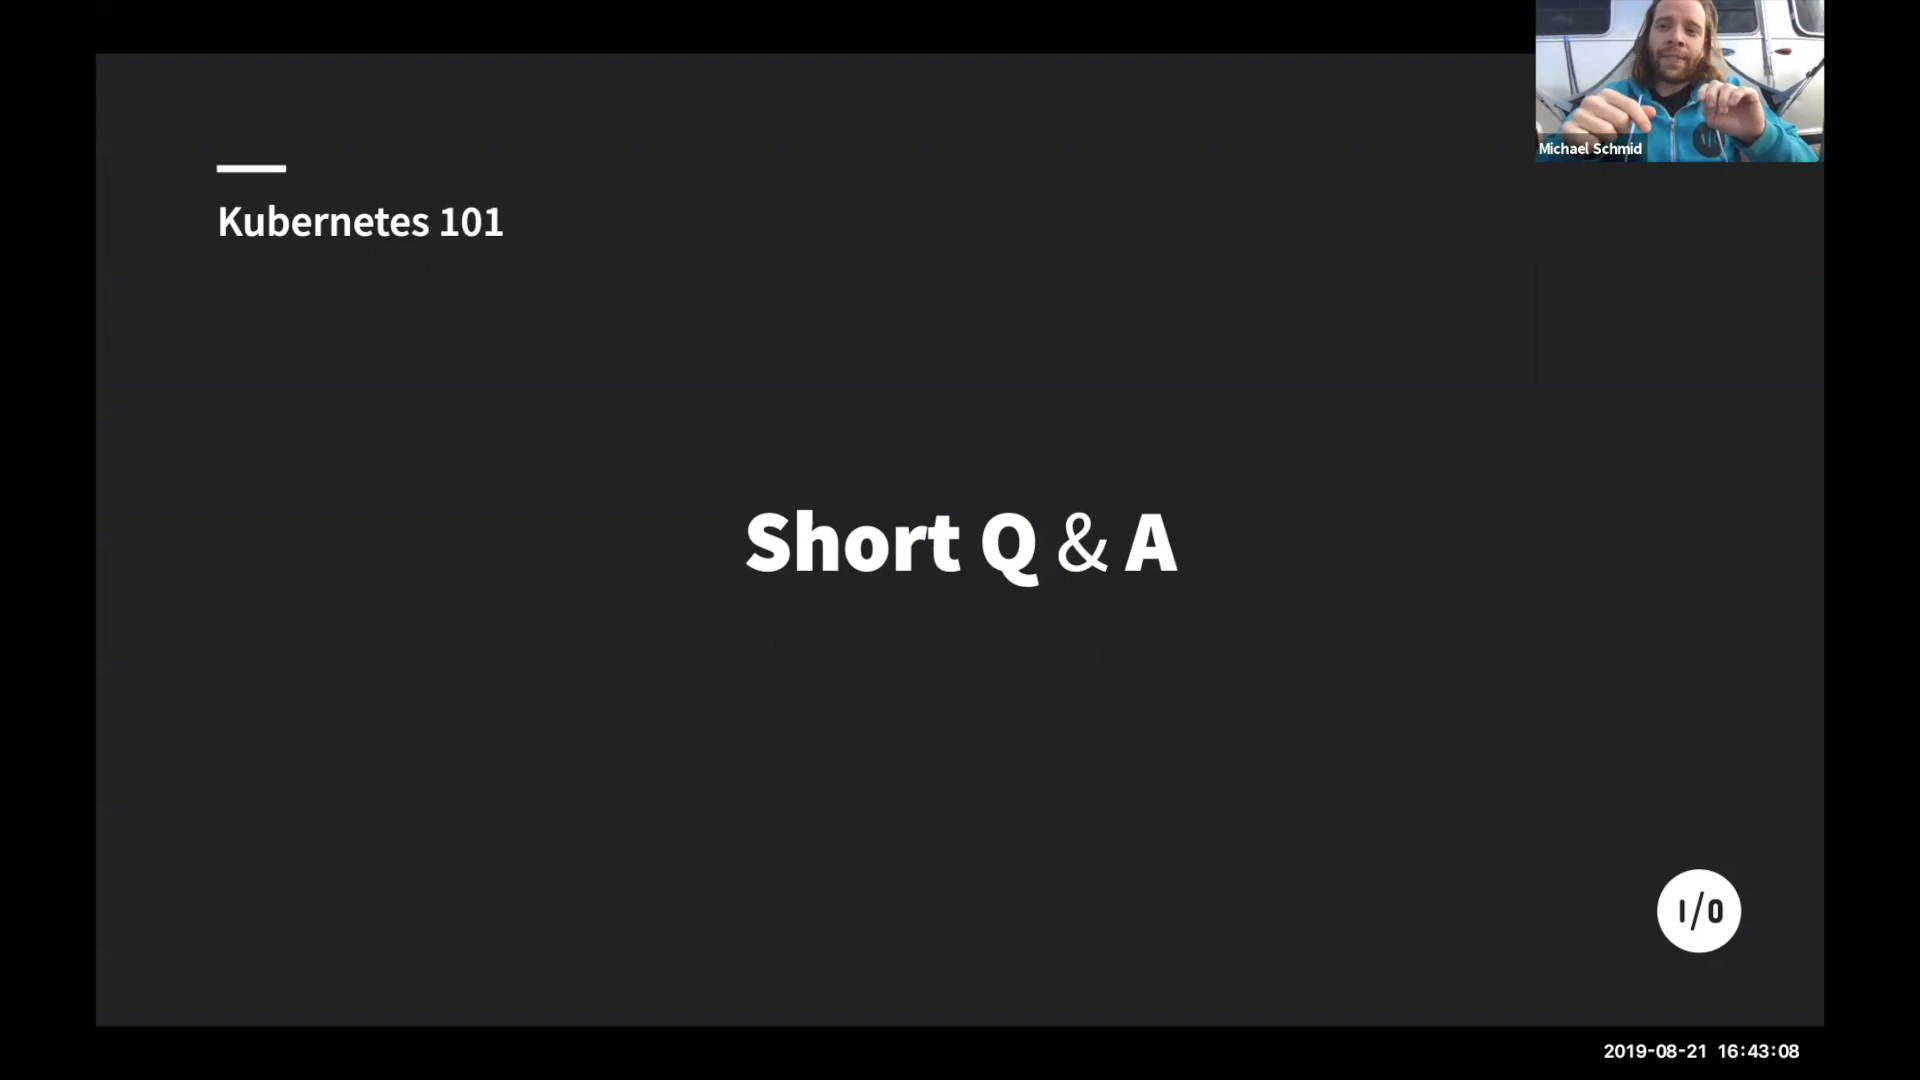 Michael Schmid
Kubernetes 101
Short Q & A
I/O
2019-08-21 16:43:08